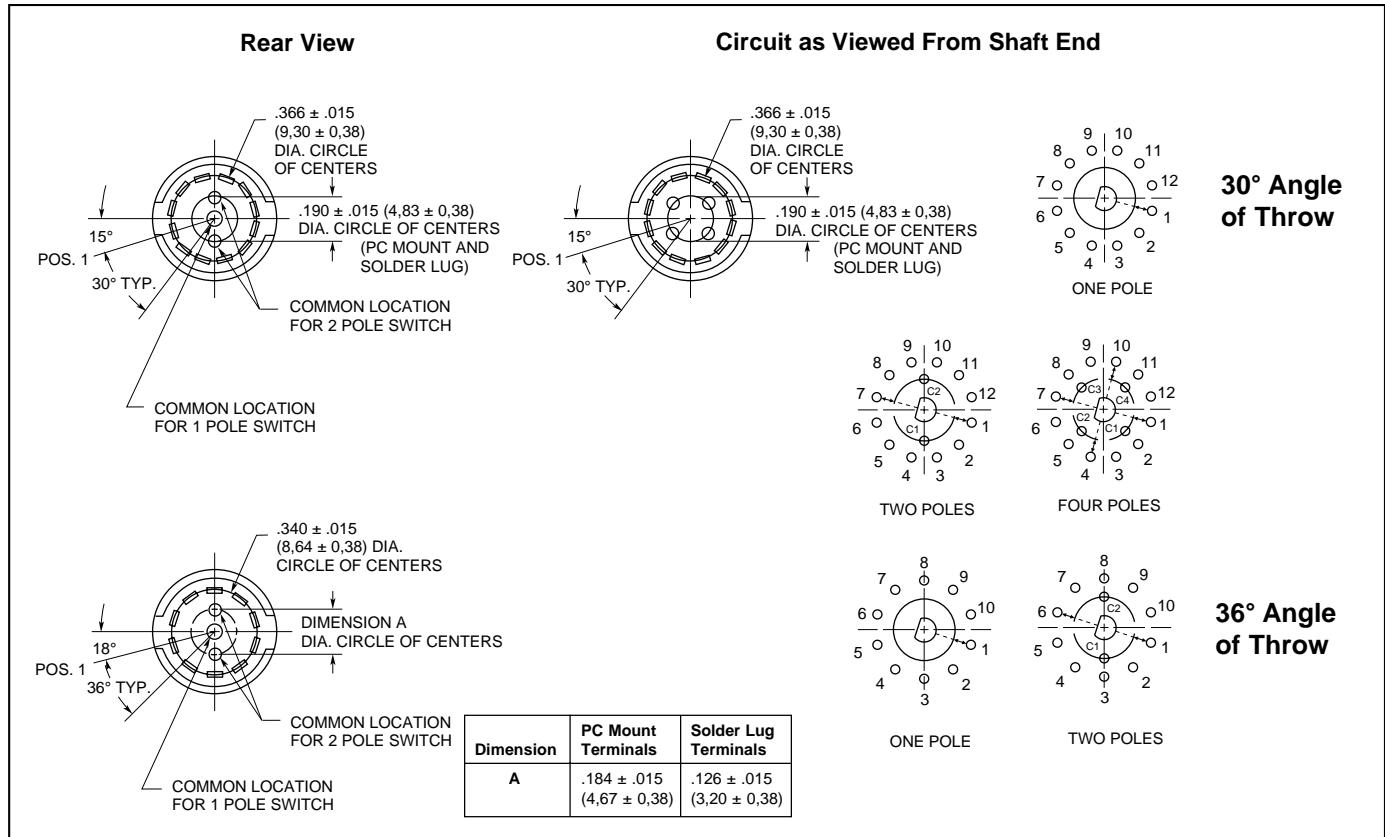 Rear View
Circuit as Viewed From Shaft End
.366 ± .015
(9,30 ± 0,38)
DIA. CIRCLE
OF CENTERS
.190 ± .015 (4,83 ± 0,38)
DIA. CIRCLE OF CENTERS
(PC MOUNT AND
SOLDER LUG)
15°
POS. 1
30° TYP.
COMMON LOCATION
FOR 2 POLE SWITCH
COMMON LOCATION
FOR 1 POLE SWITCH
.366 ± .015
(9,30 ± 0,38)
DIA. CIRCLE
OF CENTERS
.190 ± .015 (4,83 ± 0,38)
DIA. CIRCLE OF CENTERS
(PC MOUNT AND
SOLDER LUG)
15°
POS. 1
30° TYP.
9 10
8 11
7 12
6 1
5 2
4 3
ONE POLE
30° Angle
of Throw
9 10
8 11
C2
7 12
6 1
C1
5 2
4 3
TWO POLES
9 10
8 11
C3
7 C4 12
6 C2 C1 1
5 2
4 3
FOUR POLES
.340 ± .015
(8,64 ± 0,38) DIA.
CIRCLE OF CENTERS
DIMENSION A
DIA. CIRCLE OF CENTERS
18°
POS. 1
36° TYP.
COMMON LOCATION
FOR 2 POLE SWITCH
COMMON LOCATION
FOR 1 POLE SWITCH
Dimension PC Mount Terminals Solder Lug Terminals
A .184 ± .015 .126 ± .015
(4,67 ± 0,38) (3,20 ± 0,38)
8
7 9
6 10
5 1
4 2
3
ONE POLE
8
7 9
C2
6 10
5 C1 1
4 2
3
TWO POLES
36° Angle
of Throw